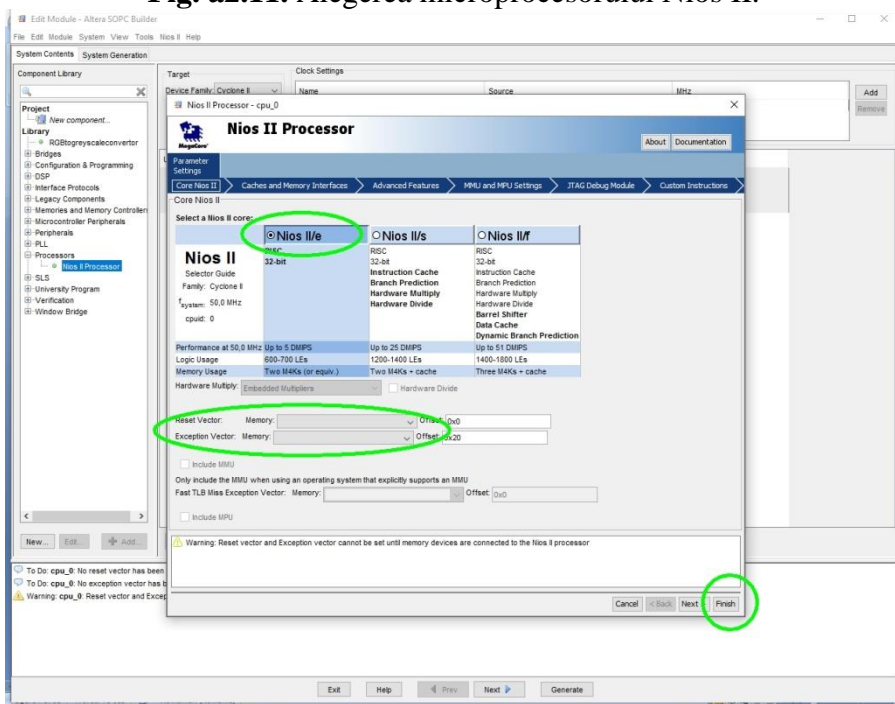 Fig. a2.11. Alegerea microprocesorului Nios II.
Edit Module - Altera SOPC Builder
File Edit Module System View Tools Nios II Help
System Contents System Generation
Component Library
Project
New component...
Library
RGBtogreyscaleconvertor
Bridges
Configuration & Programming
DSP
Interface Protocols
Legacy Components
Memories and Memory Controllers
Microcontroller Peripherals
Peripherals
PLL
Processors
Nios II Processor
SLS
University Program
Verification
Window Bridge
New... Edit... Add...
Target
Device Family: Cyclone II
Clock Settings
Name Source MHz
Add
Remove
Nios II Processor - cpu_0
MegaCore
Nios II Processor
About Documentation
Parameter
Settings
Core Nios II Caches and Memory Interfaces Advanced Features MMU and MPU Settings JTAG Debug Module Custom Instructions
Core Nios II
Select a Nios II core:
Nios II/e Nios II/s Nios II/f
Nios II
Selector Guide
Family: Cyclone II
fsystem: 50,0 MHz
cpuid: 0
RISC
32-bit
RISC
32-bit
Instruction Cache
Branch Prediction
Hardware Multiply
Hardware Divide
RISC
32-bit
Instruction Cache
Branch Prediction
Hardware Multiply
Hardware Divide
Barrel Shifter
Data Cache
Dynamic Branch Prediction
Performance at 50,0 MHz Up to 5 DMIPS Up to 25 DMIPS Up to 51 DMIPS
Logic Usage 600-700 LEs 1200-1400 LEs 1400-1800 LEs
Memory Usage Two M4Ks (or equiv.) Two M4Ks + cache Three M4Ks + cache
Hardware Multiply: Embedded Multipliers Hardware Divide
Reset Vector: Memory: Offset: 0x0
Exception Vector: Memory: Offset: 0x20
Include MMU
Only include the MMU when using an operating system that explicitly supports an MMU
Fast TLB Miss Exception Vector: Memory: Offset: 0x0
Include MPU
Warning: Reset vector and Exception vector cannot be set until memory devices are connected to the Nios II processor
Cancel < Back Next > Finish
To Do: cpu_0: No reset vector has been
To Do: cpu_0: No exception vector has b
Warning: cpu_0: Reset vector and Excep
Exit Help Prev Next Generate